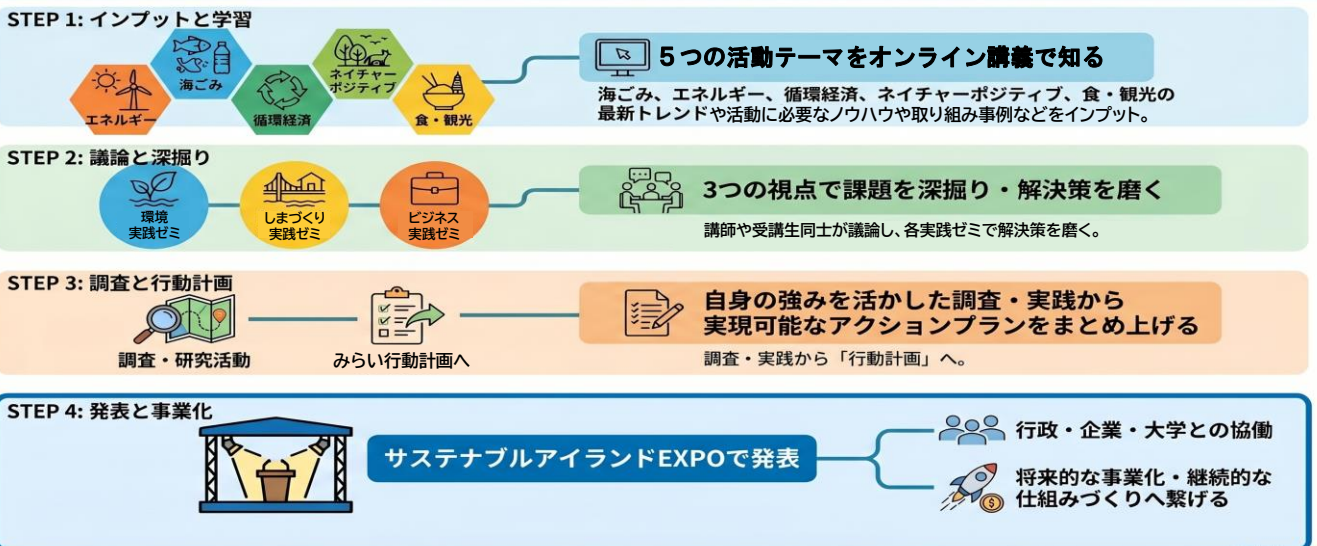 STEP 1: インプットと学習
エネルギー
海ごみ
循環経済
ネイチャー
ポジティブ
食・観光
5つの活動テーマをオンライン講義で知る
海ごみ、エネルギー、循環経済、ネイチャーポジティブ、食・観光の
最新トレンドや活動に必要なノウハウや取り組み事例などをインプット。
STEP 2: 議論と深掘り
環境
実践ゼミ
しまづくり
実践ゼミ
ビジネス
実践ゼミ
3つの視点で課題を深掘り・解決策を磨く
講師や受講生同士が議論し、各実践ゼミで解決策を磨く。
STEP 3: 調査と行動計画
調査・研究活動
みらい行動計画へ
自身の強みを活かした調査・実践から
実現可能なアクションプランをまとめ上げる
調査・実践から「行動計画」へ。
STEP 4: 発表と事業化
サステナブルアイランドEXPOで発表
行政・企業・大学との協働
将来的な事業化・継続的な
仕組みづくりへ繋げる
$